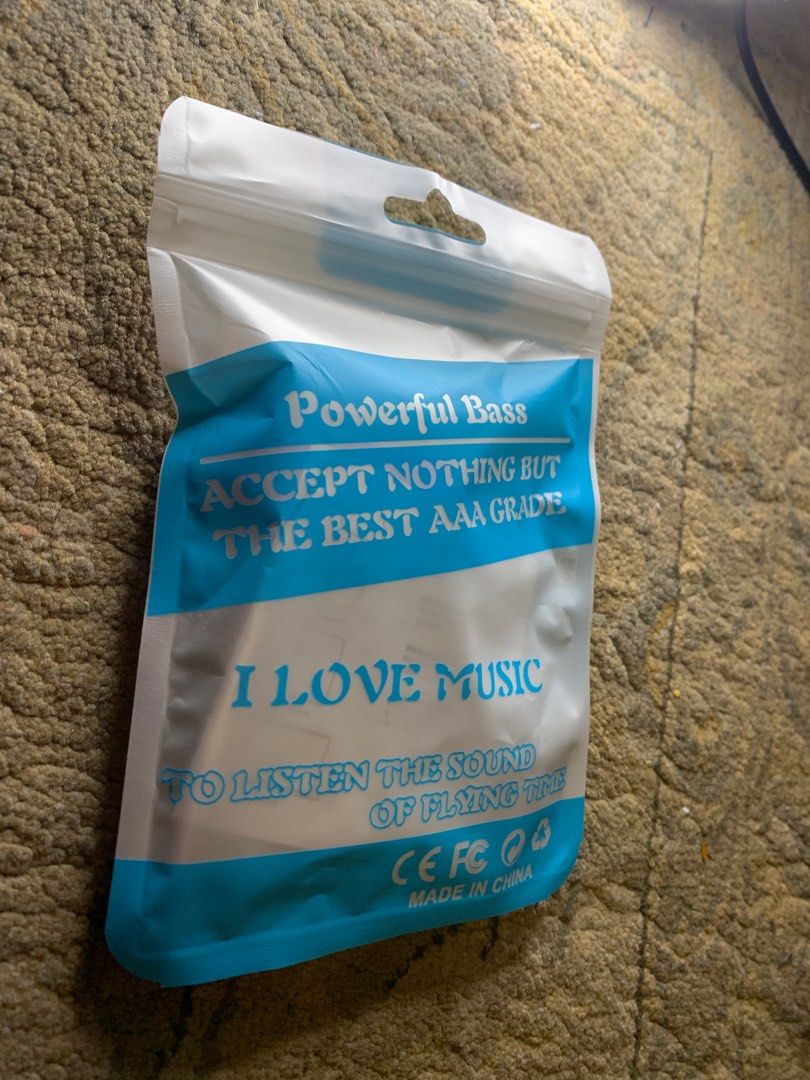 Powerful Bass
ACCEPT NOTHING BUT
THE BEST AAA GRADE
I LOVE MUSIC
TO LISTEN THE SOUND
OF FLYING TIME
CE FC
MADE IN CHINA